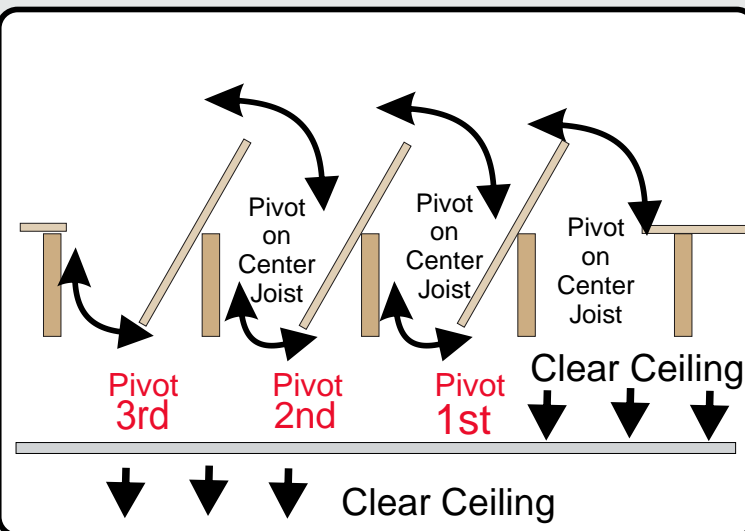 Pivot
on
Center
Joist
Pivot
on
Center
Joist
Pivot
on
Center
Joist
Pivot
3rd
Pivot
2nd
Pivot
1st
Clear Ceiling
Clear Ceiling